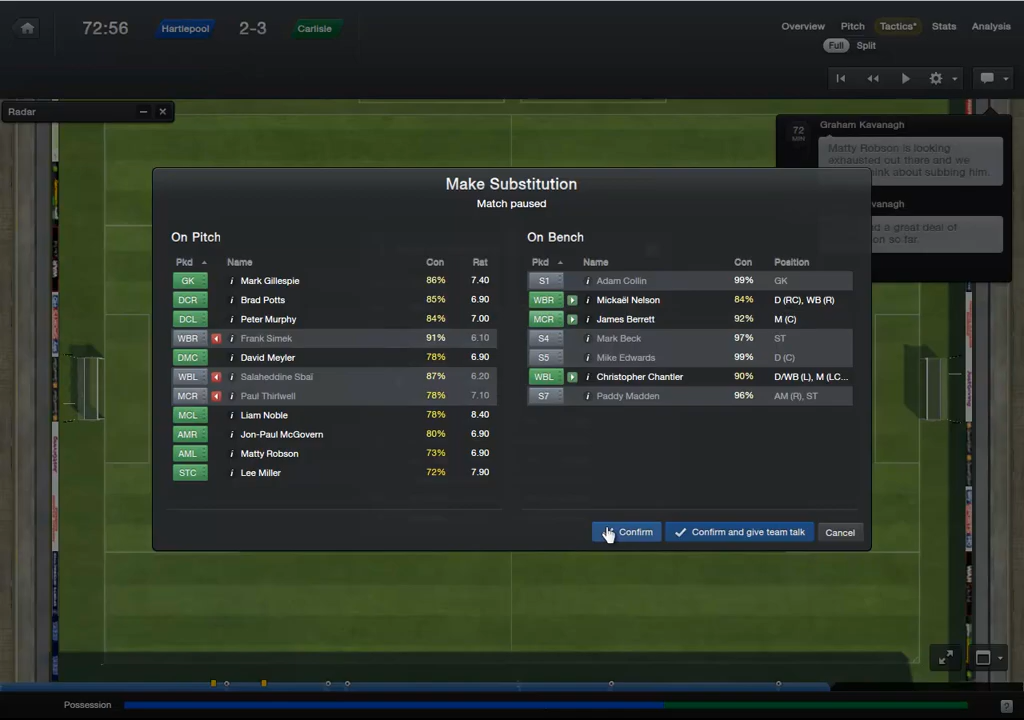 72:56
Hartlepool
2-3
Carlisle
Overview
Pitch
Tactics*
Stats
Analysis
Full
Split
Radar
72
MIN
Graham Kavanagh
Matty Robson is looking
exhausted out there and we
think about subbing him.
vanagh
d a great deal of
on so far.
Make Substitution
Match paused
On Pitch
Pkd Name Con Rat
GK i Mark Gillespie 86% 7.40
DCR i Brad Potts 85% 6.90
DCL i Peter Murphy 84% 7.00
WBR i Frank Simek 91% 6.10
DMC i David Meyler 78% 6.90
WBL i Salaheddine Sbaï 87% 6.20
MCR i Paul Thirlwell 78% 7.10
MCL i Liam Noble 78% 8.40
AMR i Jon-Paul McGovern 80% 6.90
AML i Matty Robson 73% 6.90
STC i Lee Miller 72% 7.90
On Bench
Pkd Name Con Position
S1 i Adam Collin 99% GK
WBR i Mickaël Nelson 84% D (RC), WB (R)
MCR i James Berrett 92% M (C)
S4 i Mark Beck 97% ST
S5 i Mike Edwards 99% D (C)
WBL i Christopher Chantler 90% D/WB (L), M (LC...
S7 i Paddy Madden 96% AM (R), ST
Confirm
Confirm and give team talk
Cancel
Possession
?